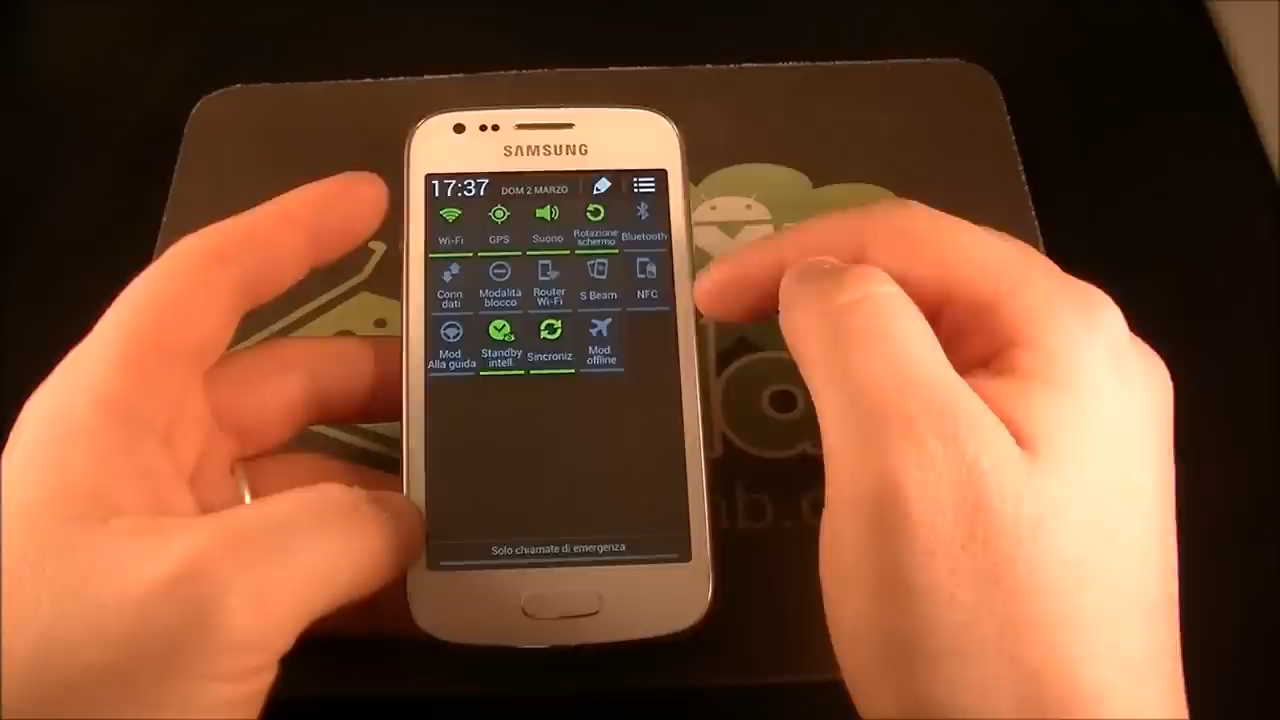 SAMSUNG
17:37 DOM 2 MARZO
Wi-Fi GPS Suono Rotazione schermo Bluetooth
Conn dati Modalità blocco Router Wi-Fi S Beam NFC
Mod Alla guida Standby intell. Sincroniz Mod offline
Solo chiamate di emergenza